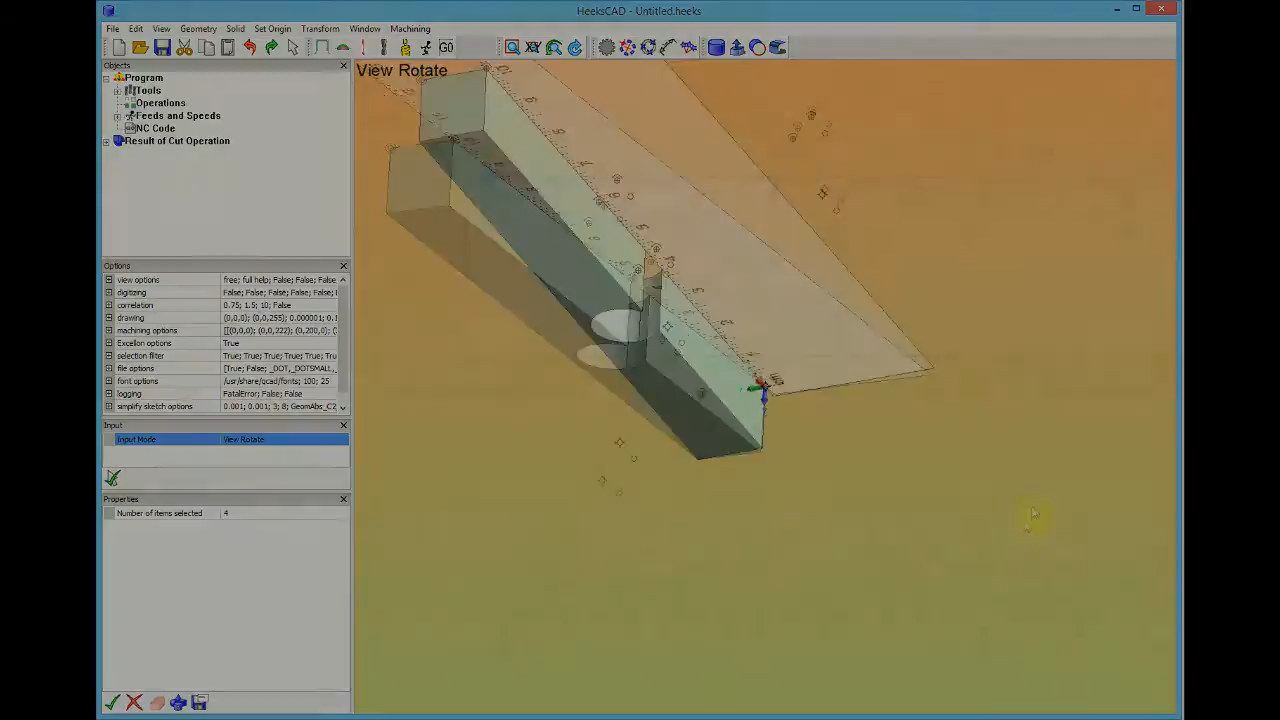 HeeksCAD - Untitled.heeks
File Edit View Geometry Solid Set Origin Transform Window Machining
G0
XY
Objects
Program
Tools
Operations
Feeds and Speeds
NC Code
Result of Cut Operation
Options
view options free; full help; False; False; False
digitizing False; False; False; False; False
correlation 0.75; 1.5; 10; False
drawing (0,0,0); (0,0,255); 0.000001; 0.
machining options [[(0,0,0); (0,0,222); (0,200,0); (
Excellon options True
selection filter True; True; True; True; True; Tru
file options [True; False; _DOT,_DOTSMALL,
font options /usr/share/qcad/fonts; 100; 25
logging FatalError; False; False
simplify sketch options 0.001; 0.001; 3; 8; GeomAbs_C2
Input
Input Mode View Rotate
Properties
Number of items selected 4
View Rotate